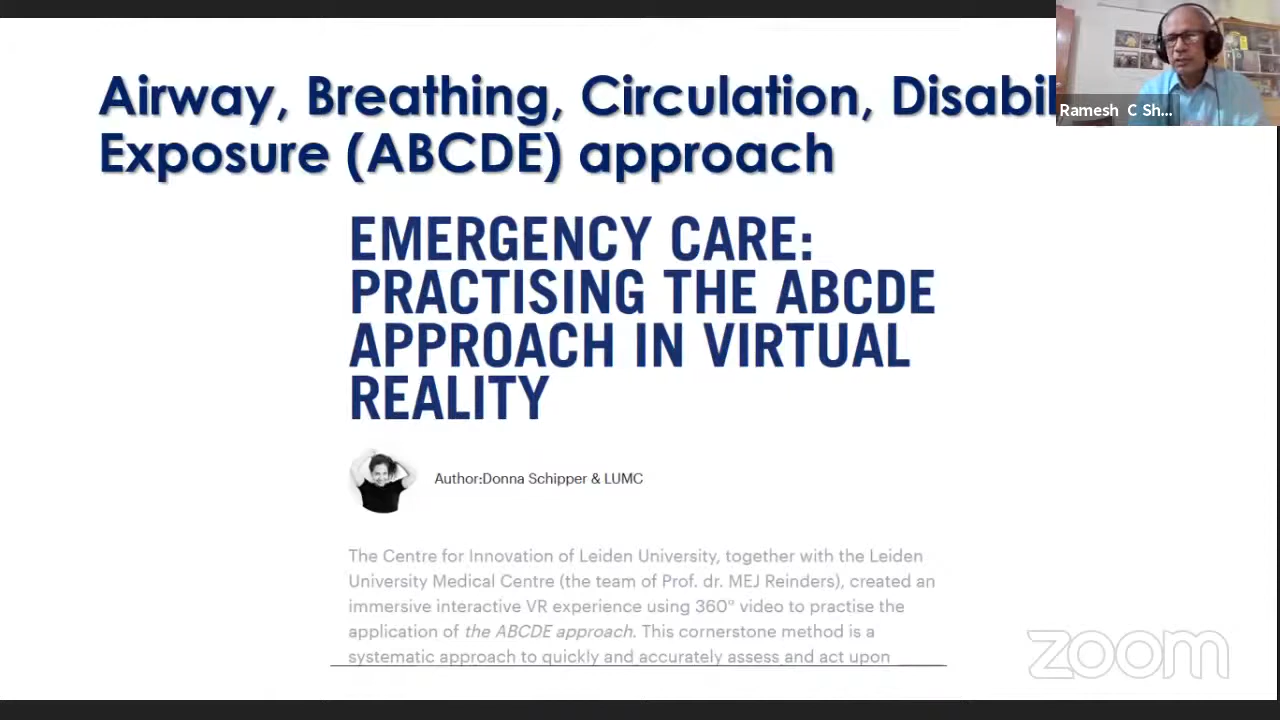 Airway, Breathing, Circulation, Disabil
Exposure (ABCDE) approach
Ramesh C Sh...
EMERGENCY CARE:
PRACTISING THE ABCDE
APPROACH IN VIRTUAL
REALITY
Author:Donna Schipper & LUMC
The Centre for Innovation of Leiden University, together with the Leiden
University Medical Centre (the team of Prof. dr. MEJ Reinders), created an
immersive interactive VR experience using 360° video to practise the
application of the ABCDE approach. This cornerstone method is a
systematic approach to quickly and accurately assess and act upon
zoom